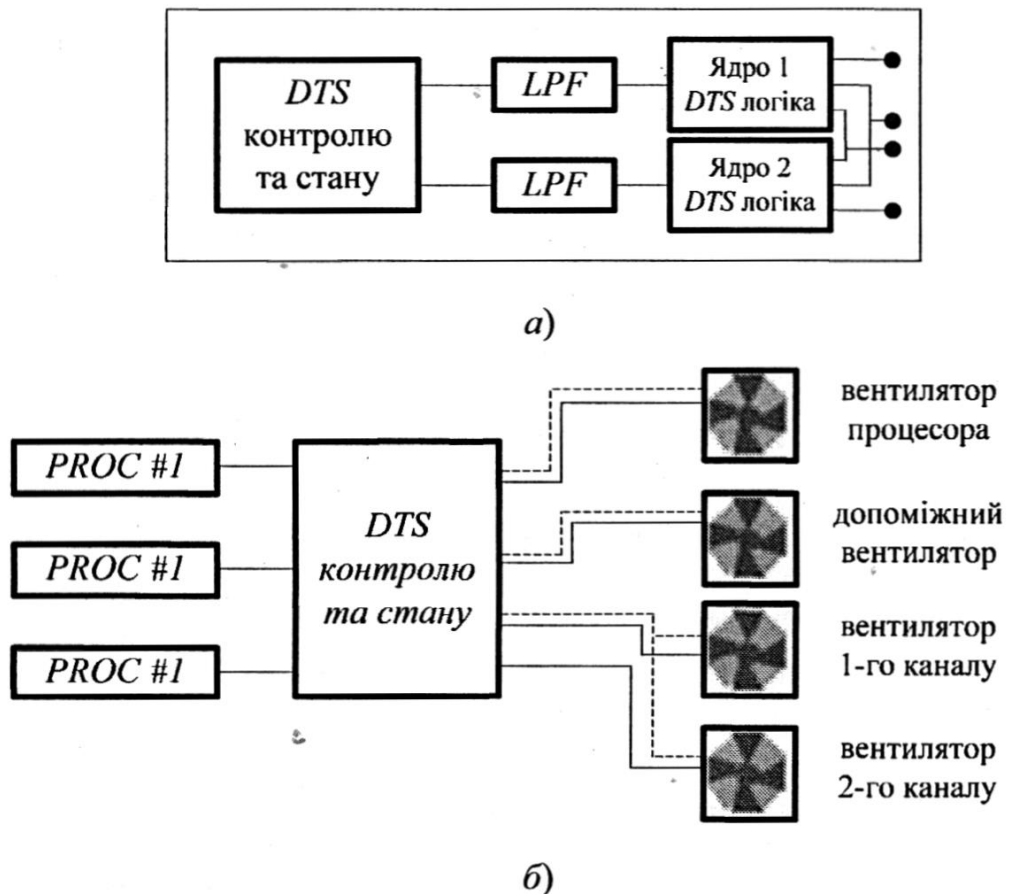 DTS
контролю
та стану
LPF
LPF
Ядро 1
DTS логіка
Ядро 2
DTS логіка
а)
PROC #1
PROC #1
PROC #1
DTS
контролю
та стану
вентилятор
процесора
допоміжний
вентилятор
вентилятор
1-го каналу
вентилятор
2-го каналу
б)